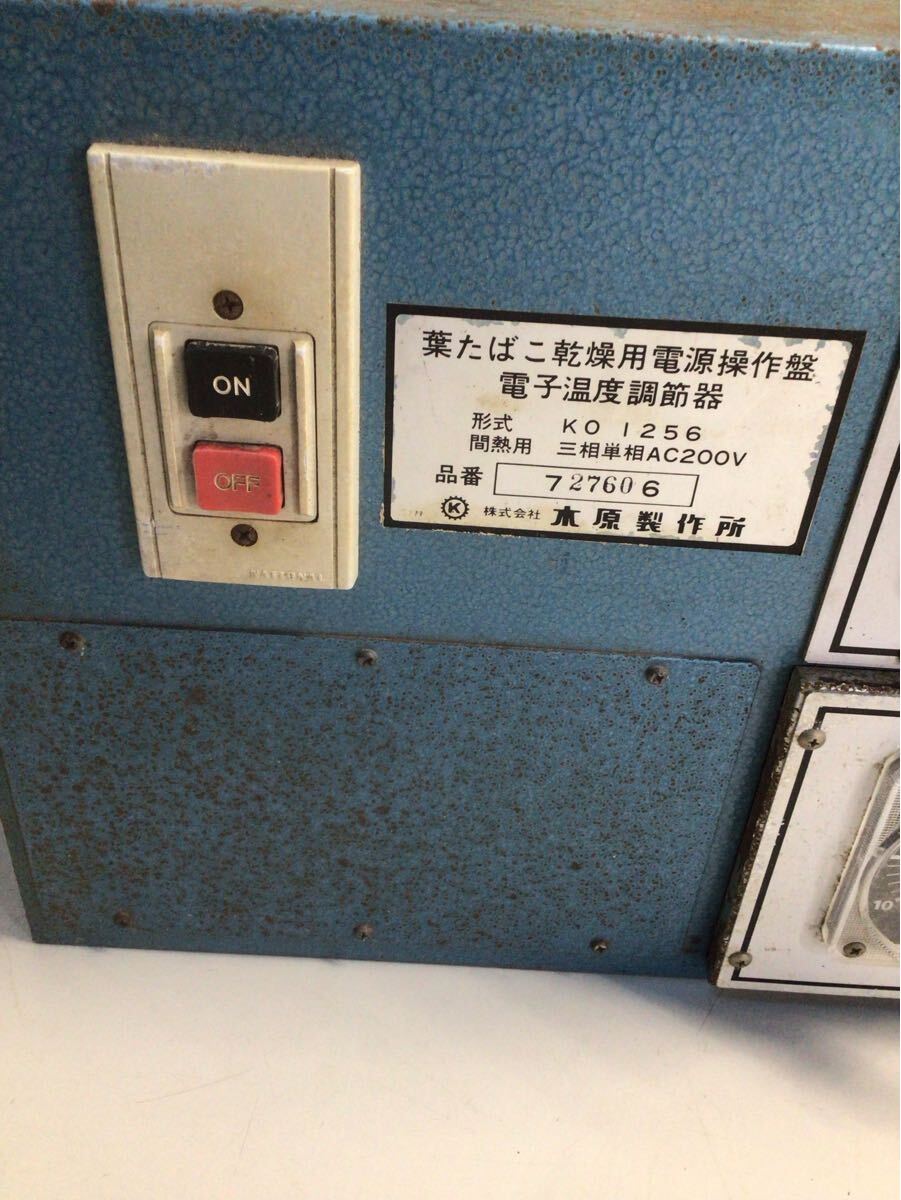 ON
OFF
NATIONAL
葉たばこ乾燥用電源操作盤
電子温度調節器
形式 KO 1256
間熱用 三相単相AC200V
品番 727606
K 株式会社 木原製作所
10